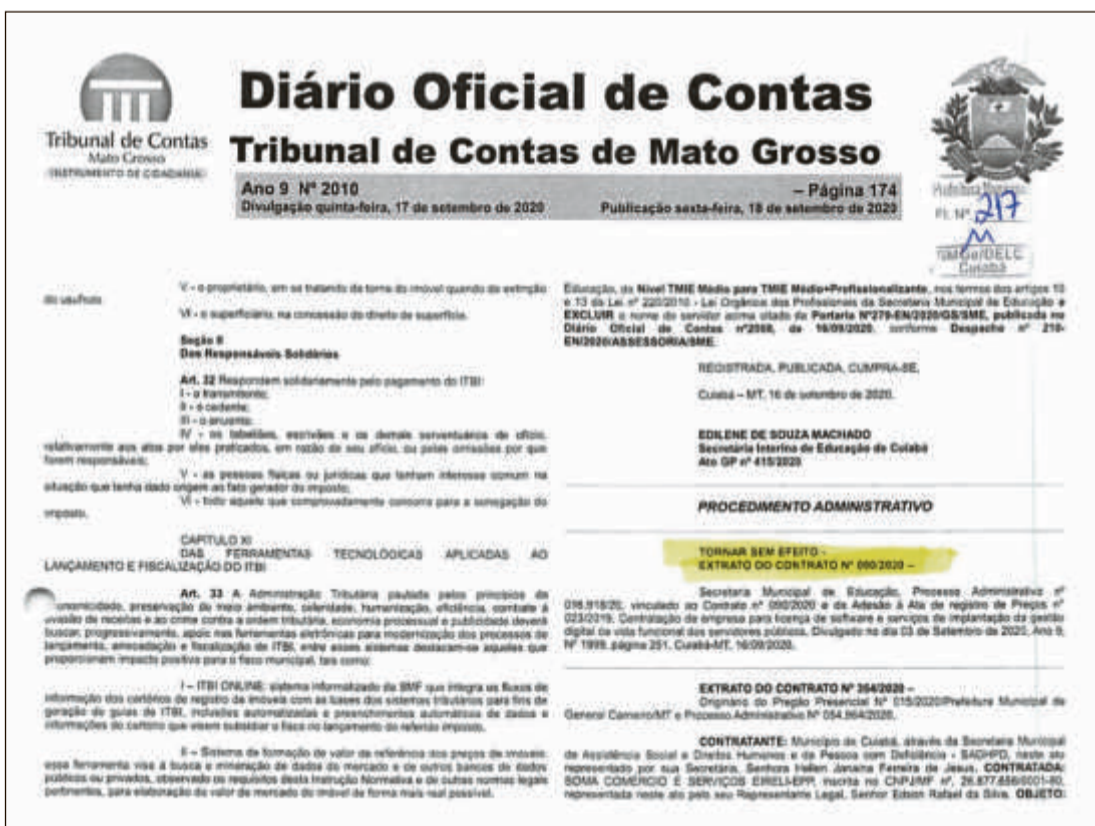 Tribunal de Contas
Mato Grosso
INSTRUMENTO DE CIDADANIA
Diário Oficial de Contas
Tribunal de Contas de Mato Grosso
Ano 9 Nº 2010
– Página 174
Divulgação quinta-feira, 17 de setembro de 2020
Publicação sexta-feira, 18 de setembro de 2020
Fl. Nº 217
Cuiabá
V - o proprietário, em se tratando da forma do imóvel quando da extinção
do usufruto.
VI - o superficiário, na concessão do direito de superfície.
Seção II
Dos Responsáveis Solidários
Art. 32 Respondem solidariamente pelo pagamento do ITBI:
I - o transmitente;
II - o cedente;
III - o anuente;
IV - os tabeliães, escrivães e os demais serventuários de ofício,
relativamente aos atos por eles praticados, em razão do seu ofício, ou pelas omissões por que
forem responsáveis;
V - as pessoas físicas ou jurídicas que tenham interesse comum na
situação que tenha dado origem ao fato gerador do imposto;
VI - todo aquele que comprovadamente concorra para a sonegação do
imposto.
CAPÍTULO XI
DAS FERRAMENTAS TECNOLÓGICAS APLICADAS AO
LANÇAMENTO E FISCALIZAÇÃO DO ITBI
Art. 33 A Administração Tributária pautada pelos princípios da
economicidade, preservação do meio ambiente, celeridade, humanização, eficiência, combate à
evasão de receitas e ao crime contra a ordem tributária, economia processual e publicidade deverá
buscar, progressivamente, apoio nas ferramentas eletrônicas para modernização dos processos de
lançamento, arrecadação e fiscalização do ITBI, entre esses sistemas destacam-se aqueles que
proporcionam impacto positivo para o fisco municipal, tais como:
I – ITBI ONLINE: sistema informatizado da SMF que integra os fluxos de
informação dos cartórios de registro de imóveis com as bases dos sistemas tributários para fins de
geração de guias de ITBI, inclusões automatizadas e preenchimentos automáticos de dados e
informações do cartório que visem subsidiar o fisco no lançamento do referido imposto.
II – Sistema de formação de valor de referência dos preços de imóveis:
essa ferramenta visa à busca e mineração de dados do mercado e de outros bancos de dados
públicos ou privados, observado os requisitos desta Instrução Normativa e de outras normas legais
pertinentes, para elaboração do valor de mercado do imóvel de forma mais real possível.
Educação, do Nível TMIE Médio para TMIE Médio+Profissionalizante, nos termos dos artigos 10
e 13 da Lei nº 220/2010 - Lei Orgânica dos Profissionais da Secretaria Municipal de Educação e
EXCLUIR o nome do servidor acima citado da Portaria Nº279-EN/2020/GS/SME, publicada no
Diário Oficial de Contas nº2008, de 16/09/2020, conforme Despacho nº 210-
EN/2020/ASSESSORIA/SME.
REGISTRADA, PUBLICADA, CUMPRA-SE,
Cuiabá – MT, 16 de setembro de 2020.
EDILENE DE SOUZA MACHADO
Secretária Interina de Educação de Cuiabá
Ato GP nº 415/2020
PROCEDIMENTO ADMINISTRATIVO
TORNAR SEM EFEITO -
EXTRATO DO CONTRATO Nº 090/2020 –
Secretaria Municipal de Educação, Processo Administrativo nº
016.918/20, vinculado ao Contrato nº 090/2020 e da Adesão à Ata de registro de Preços nº
023/2019. Contratação de empresa para licença de software e serviços de implantação da gestão
digital da vida funcional dos servidores públicos. Divulgado no dia 03 de Setembro de 2020, Ano 9,
Nº 1999, página 251, Cuiabá-MT, 16/09/2020.
EXTRATO DO CONTRATO Nº 354/2020 –
Originário do Pregão Presencial Nº 015/2020/Prefeitura Municipal de
General Carneiro/MT e Processo Administrativo Nº 054.964/2020.
CONTRATANTE: Município de Cuiabá, através da Secretaria Municipal
de Assistência Social e Direitos Humanos e da Pessoa com Deficiência - SADHPD, neste ato
representado por sua Secretária, Senhora Hellen Janaina Ferreira de Jesus, CONTRATADA:
SOMA COMERCIO E SERVIÇOS EIRELI-EPP, inscrita no CNPJ/MF nº,
representada neste ato pelo seu Representante Legal, Senhor Edson Rafael da Silva. OBJETO: